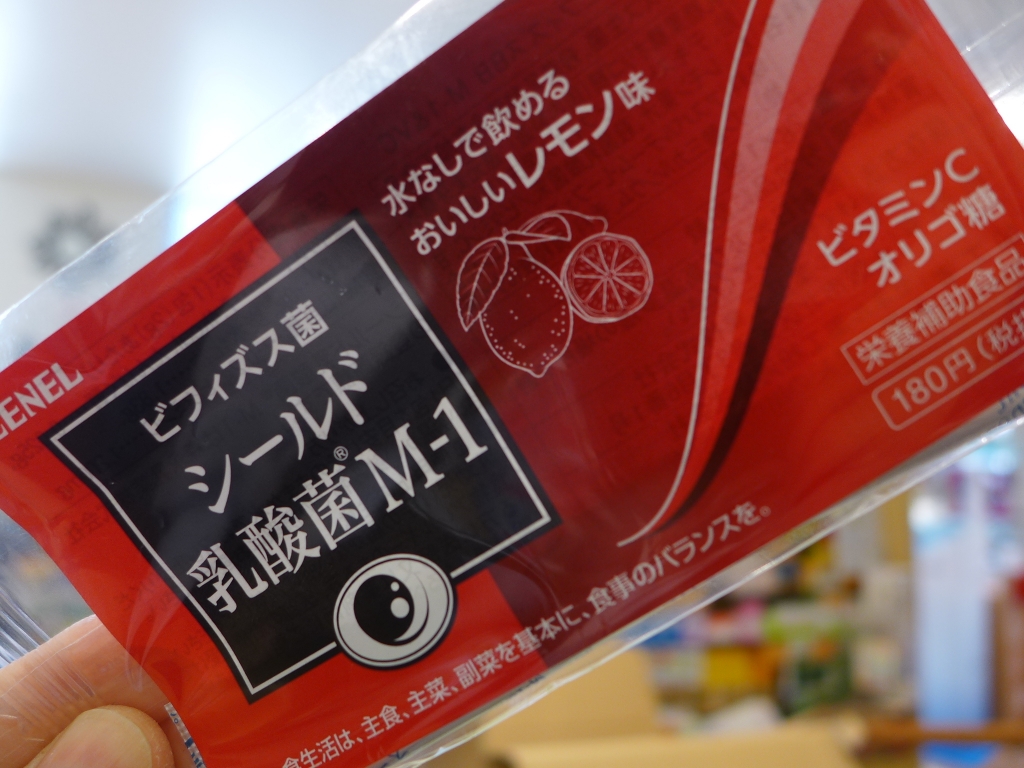 水なしで飲める
おいしいレモン味
ビタミンC
オリゴ糖
栄養補助食品
180円(税
EENEL
ビフィズス菌
シールド
乳酸菌®M-1
食生活は、主食、主菜、副菜を基本に、食事のバランスを。